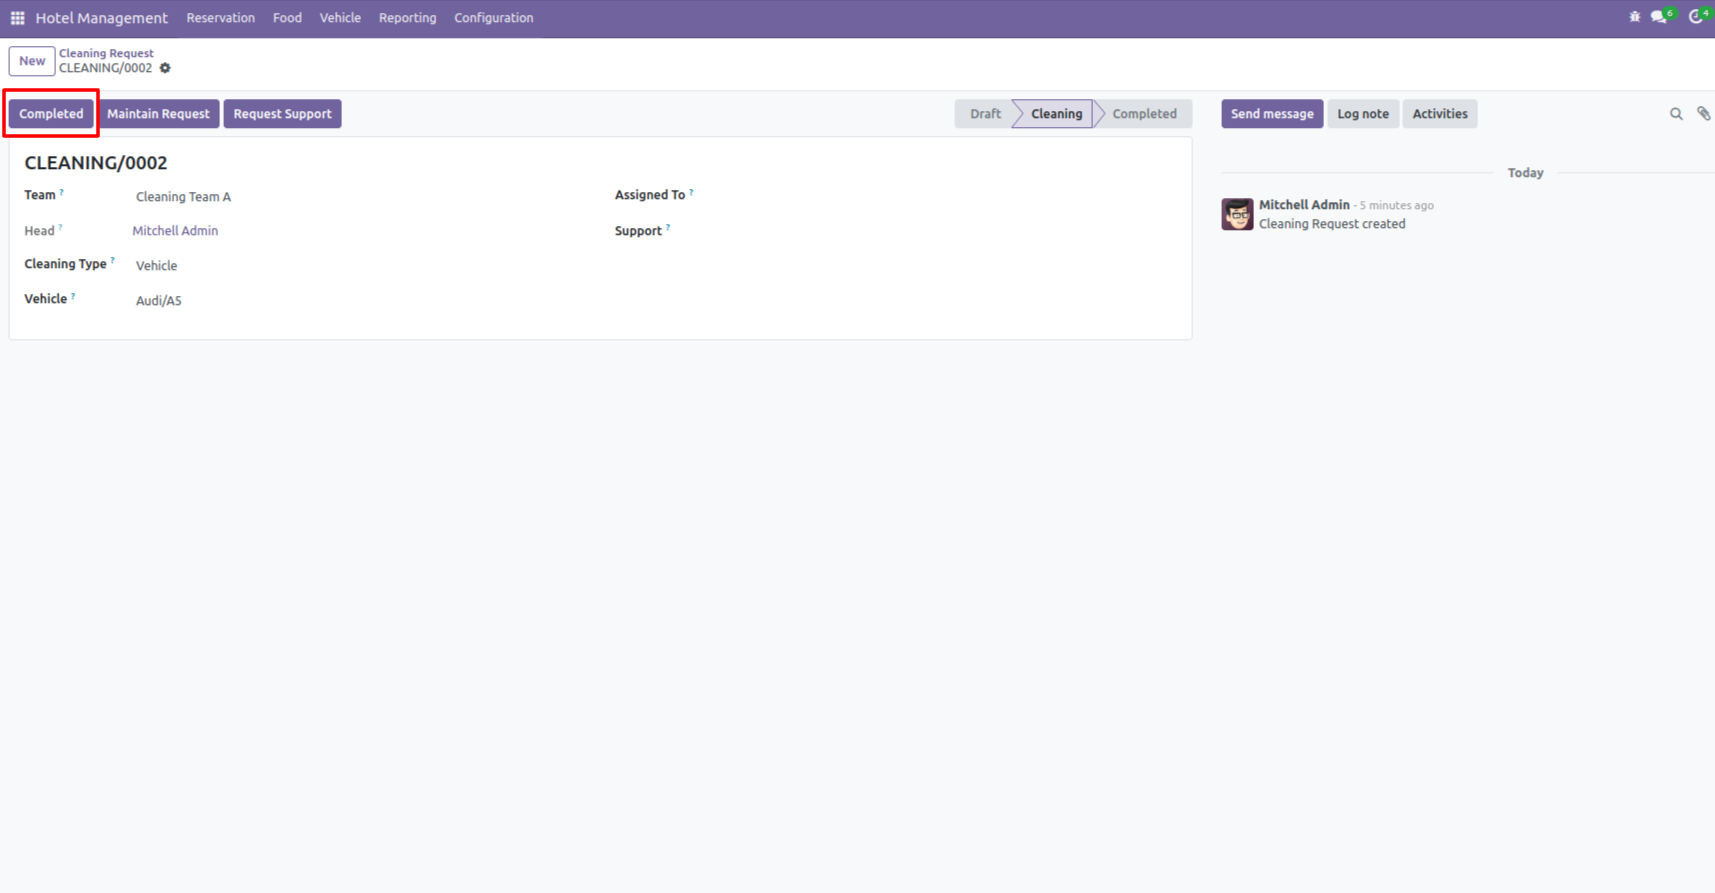 Hotel Management Reservation Food Vehicle Reporting Configuration 6 4
New Cleaning Request
CLEANING/0002
Completed Maintain Request Request Support Draft Cleaning Completed Send message Log note Activities
CLEANING/0002
Today
Team ? Cleaning Team A Assigned To ?
Mitchell Admin - 5 minutes ago
Cleaning Request created
Head ? Mitchell Admin Support ?
Cleaning Type ? Vehicle
Vehicle ? Audi/A5